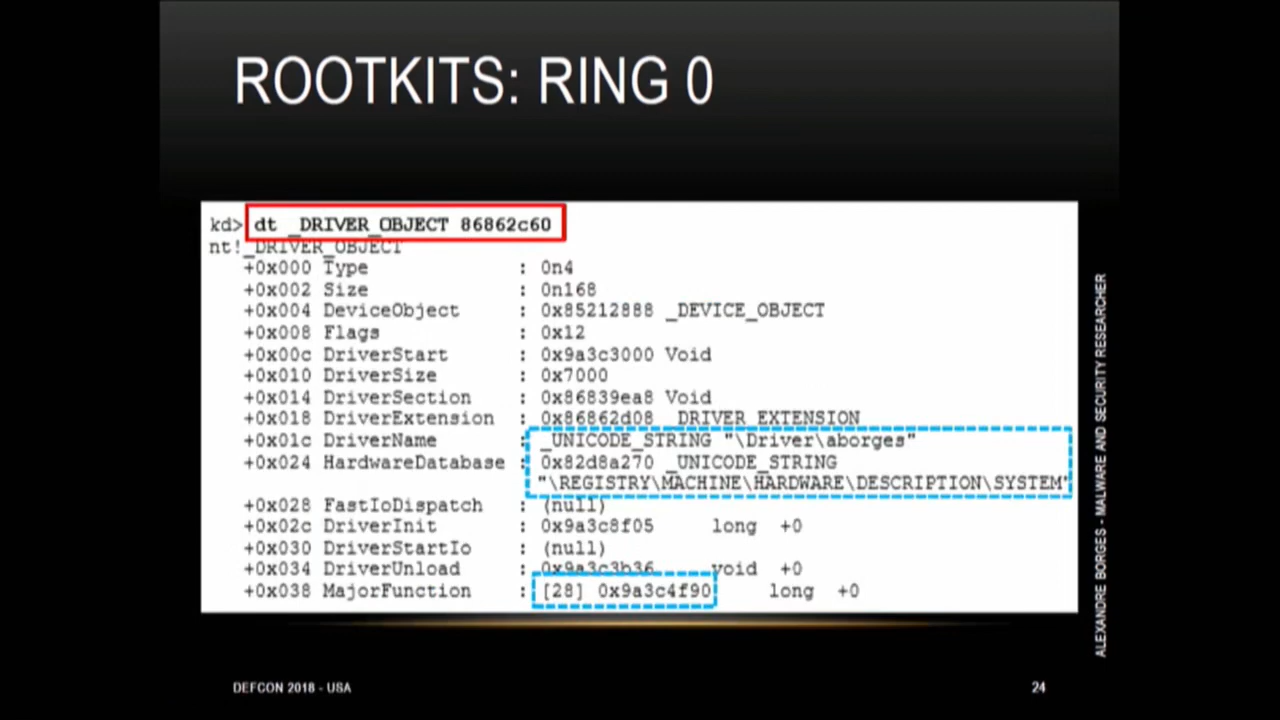 ROOTKITS: RING 0
kd> dt _DRIVER_OBJECT 86862c60
nt!_DRIVER_OBJECT
+0x000 Type : 0n4
+0x002 Size : 0n168
+0x004 DeviceObject : 0x85212888 _DEVICE_OBJECT
+0x008 Flags : 0x12
+0x00c DriverStart : 0x9a3c3000 Void
+0x010 DriverSize : 0x7000
+0x014 DriverSection : 0x86839ea8 Void
+0x018 DriverExtension : 0x86862d08 _DRIVER_EXTENSION
+0x01c DriverName : _UNICODE_STRING "\Driver\aborges"
+0x024 HardwareDatabase : 0x82d8a270 _UNICODE_STRING
"\REGISTRY\MACHINE\HARDWARE\DESCRIPTION\SYSTEM"
+0x028 FastIoDispatch : (null)
+0x02c DriverInit : 0x9a3c8f05 long +0
+0x030 DriverStartIo : (null)
+0x034 DriverUnload : 0x9a3c3b36 void +0
+0x038 MajorFunction : [28] 0x9a3c4f90 long +0
ALEXANDRE BORGES - MALWARE AND SECURITY RESEARCHER
DEFCON 2018 - USA
24